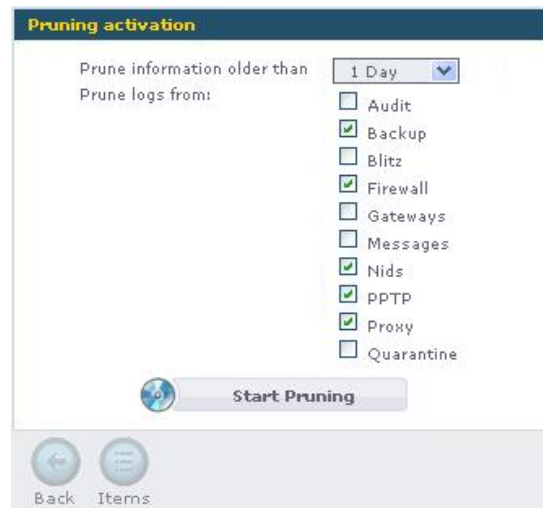 Pruning activation
Prune information older than 1 Day
Prune logs from:
Audit
Backup
Blitz
Firewall
Gateways
Messages
Nids
PPTP
Proxy
Quarantine
Start Pruning
Back Items